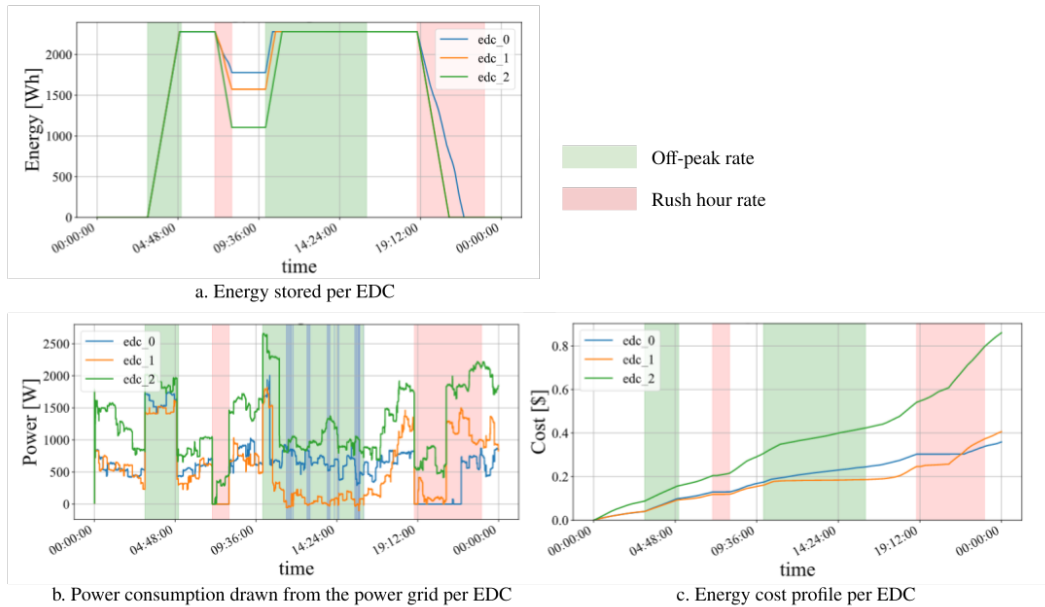 2000
1500
1000
500
0
Energy [Wh]
edc_0
edc_1
edc_2
00:00:00
04:48:00
09:36:00
14:24:00
19:12:00
00:00:00
time
a. Energy stored per EDC
Off-peak rate
Rush hour rate
2500
2000
1500
1000
500
0
Power [W]
edc_0
edc_1
edc_2
00:00:00
04:48:00
09:36:00
14:24:00
19:12:00
00:00:00
time
b. Power consumption drawn from the power grid per EDC
0.8
0.6
0.4
0.2
0.0
Cost [$]
edc_0
edc_1
edc_2
00:00:00
04:48:00
09:36:00
14:24:00
19:12:00
00:00:00
time
c. Energy cost profile per EDC